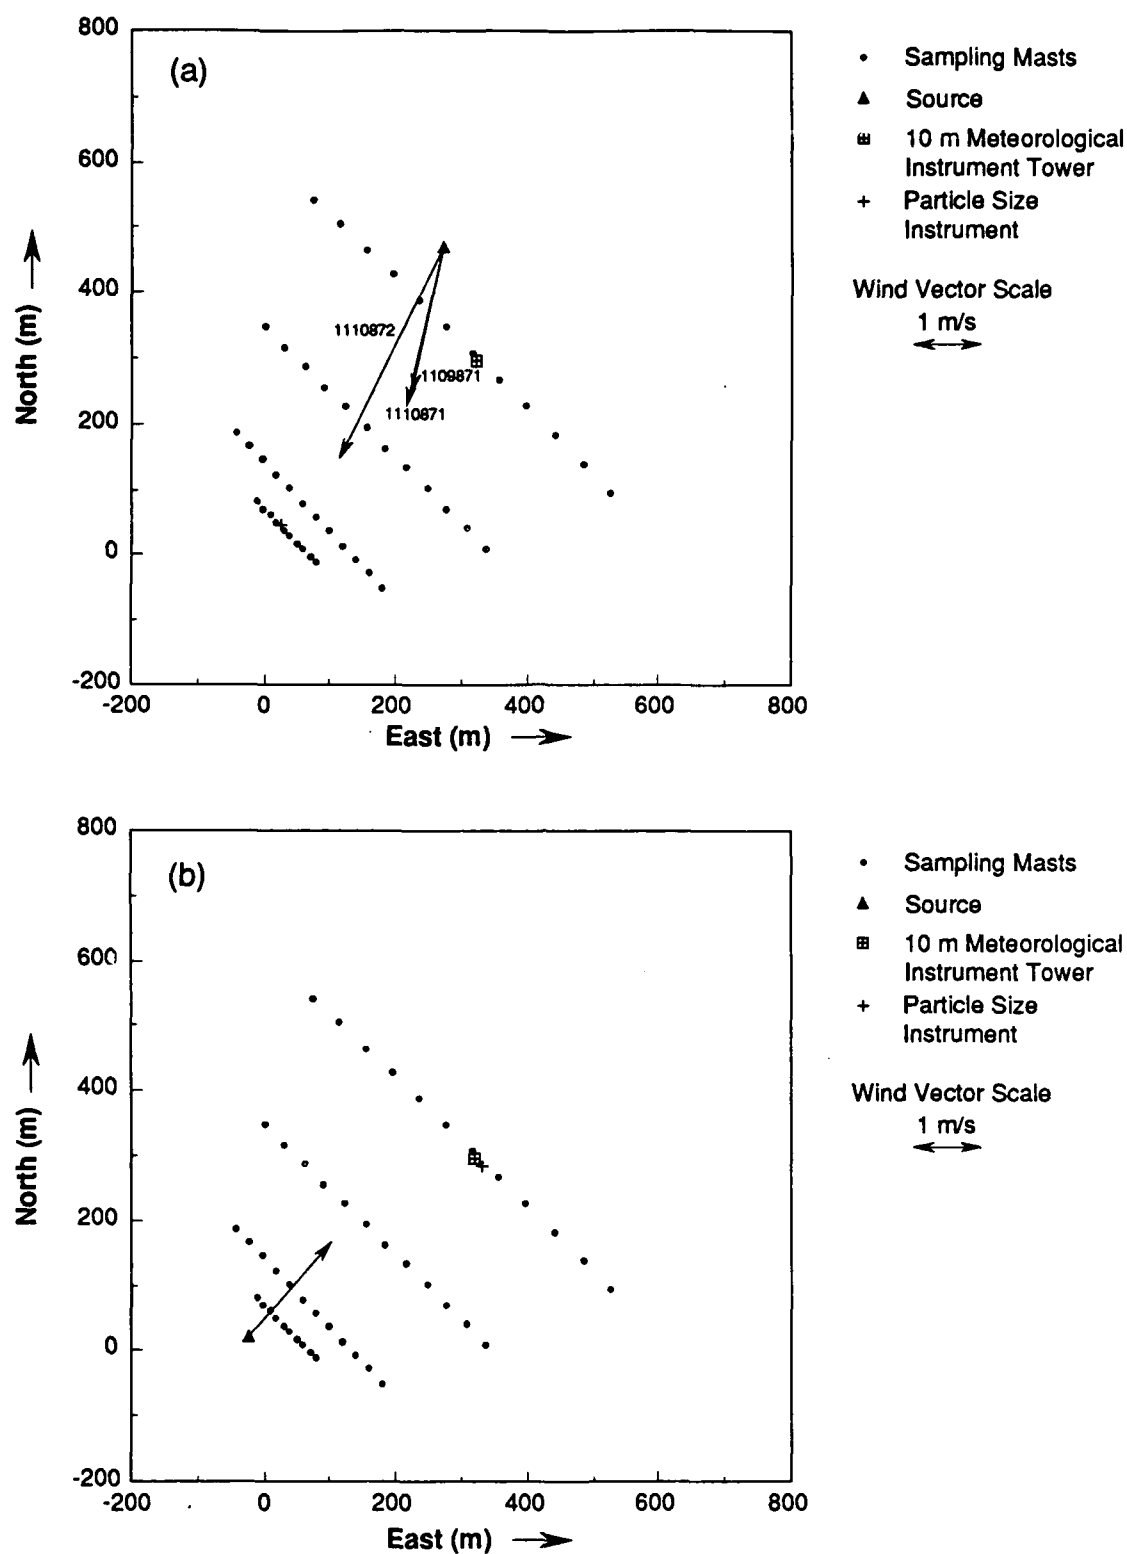 800
(a)
600
400
200
0
-200
-200 0 200 400 600 800
North (m)
East (m)
1110872
1109871
1110871
Sampling Masts
Source
10 m Meteorological
Instrument Tower
Particle Size
Instrument
Wind Vector Scale
1 m/s
800
(b)
600
400
200
0
-200
-200 0 200 400 600 800
North (m)
East (m)
Sampling Masts
Source
10 m Meteorological
Instrument Tower
Particle Size
Instrument
Wind Vector Scale
1 m/s